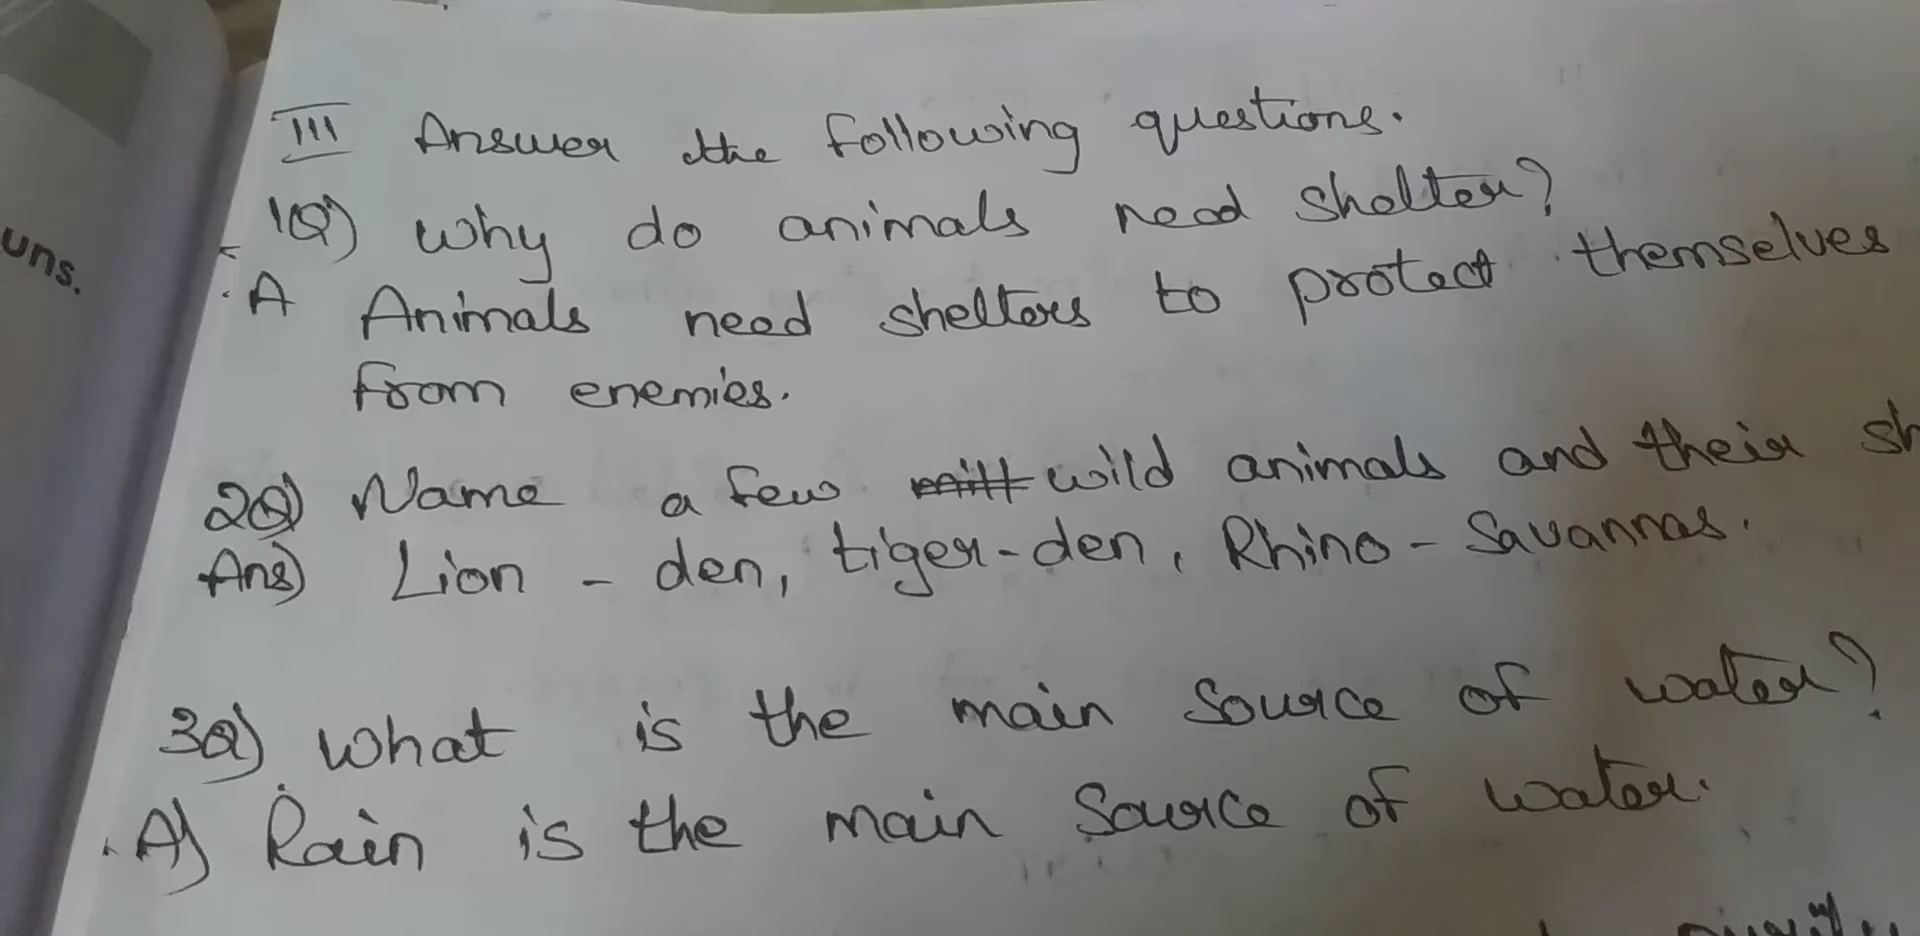 uns.
III Answer the following questions.
1Q) Why do animals need shelter?
A Animals need shelters to protect themselves
from enemies.
2Q) Name a few wild animals and their sh
Ans) Lion - den, tiger-den, Rhino - Savannas.
3Q) What is the main source of water?
A) Rain is the main source of water.